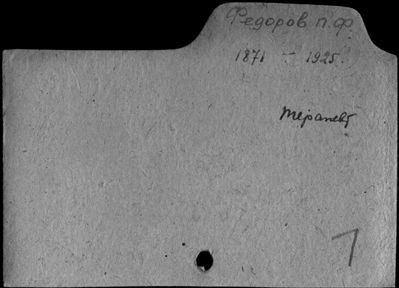 Федоров П.Ф.
1871 – 1925.
терапевт
7